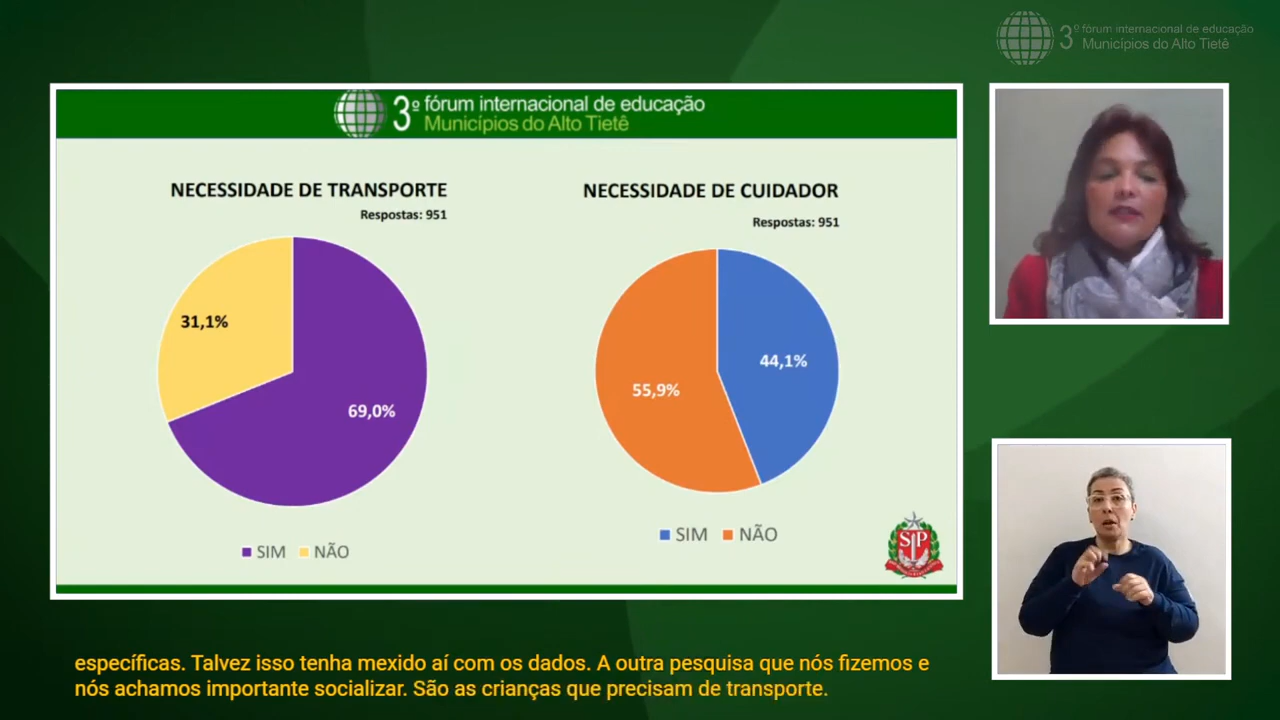 3º fórum internacional de educação
Municípios do Alto Tietê
3º fórum internacional de educação
Municípios do Alto Tietê
NECESSIDADE DE TRANSPORTE
Respostas: 951
31,1%
69,0%
SIM NÃO
NECESSIDADE DE CUIDADOR
Respostas: 951
44,1%
55,9%
SIM NÃO
SP
específicas. Talvez isso tenha mexido aí com os dados. A outra pesquisa que nós fizemos e
nós achamos importante socializar. São as crianças que precisam de transporte.